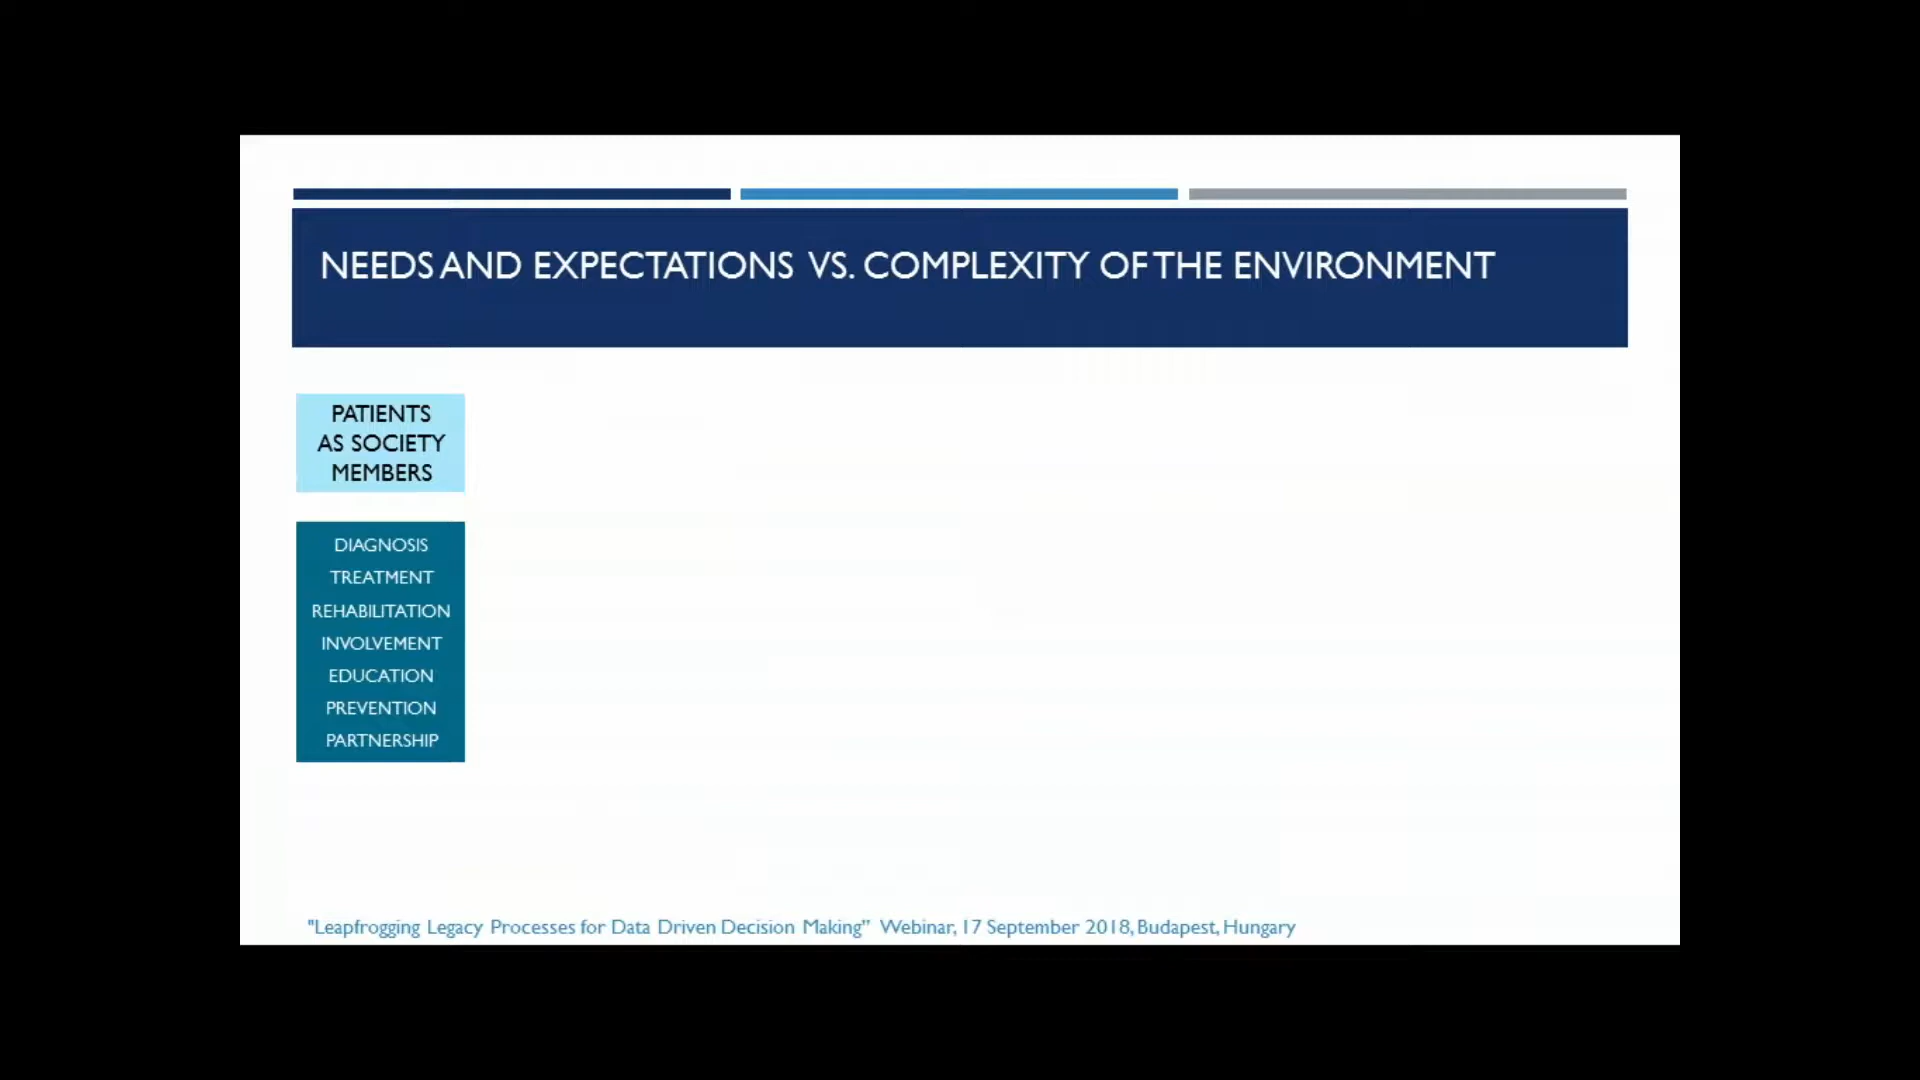 NEEDS AND EXPECTATIONS VS. COMPLEXITY OF THE ENVIRONMENT
PATIENTS
AS SOCIETY
MEMBERS
DIAGNOSIS
TREATMENT
REHABILITATION
INVOLVEMENT
EDUCATION
PREVENTION
PARTNERSHIP
"Leapfrogging Legacy Processes for Data Driven Decision Making” Webinar, 17 September 2018, Budapest, Hungary